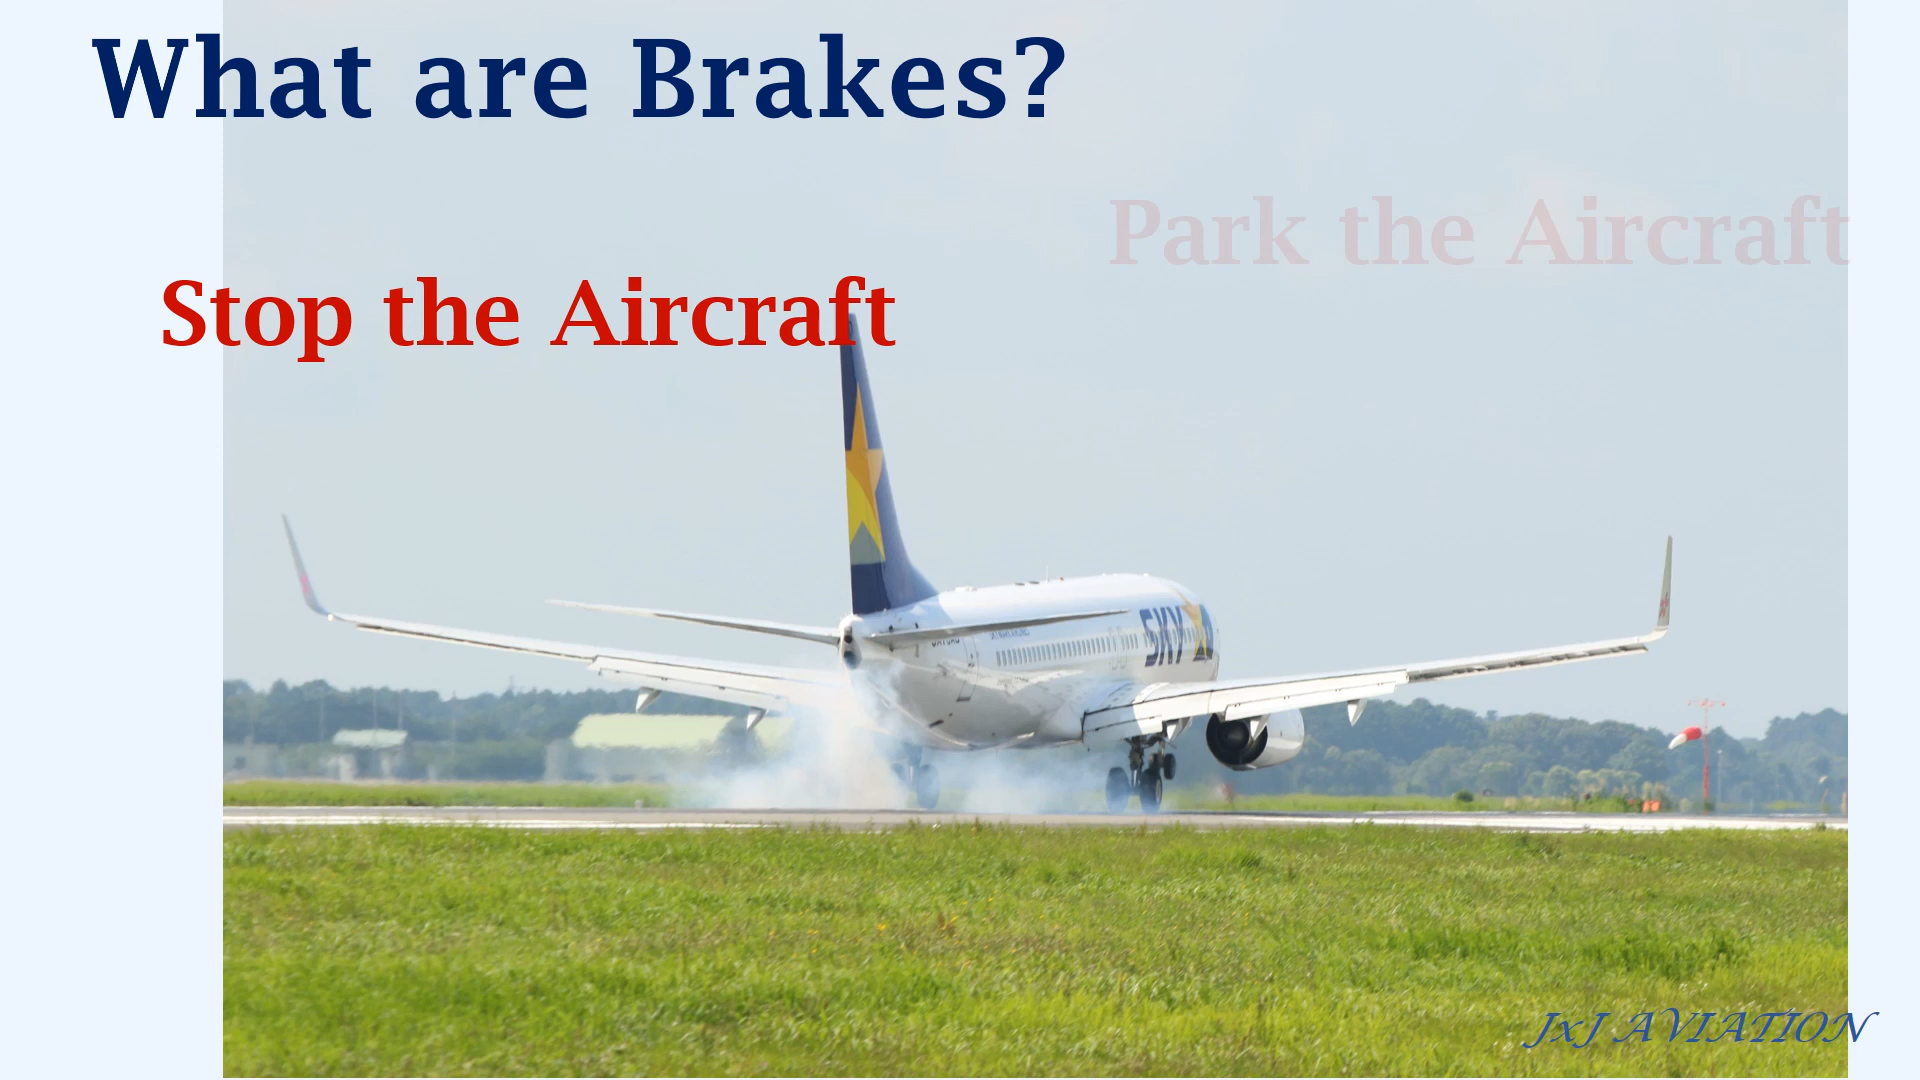 What are Brakes?
Park the Aircraft
Stop the Aircraft
SKY
JxJ AVIATION